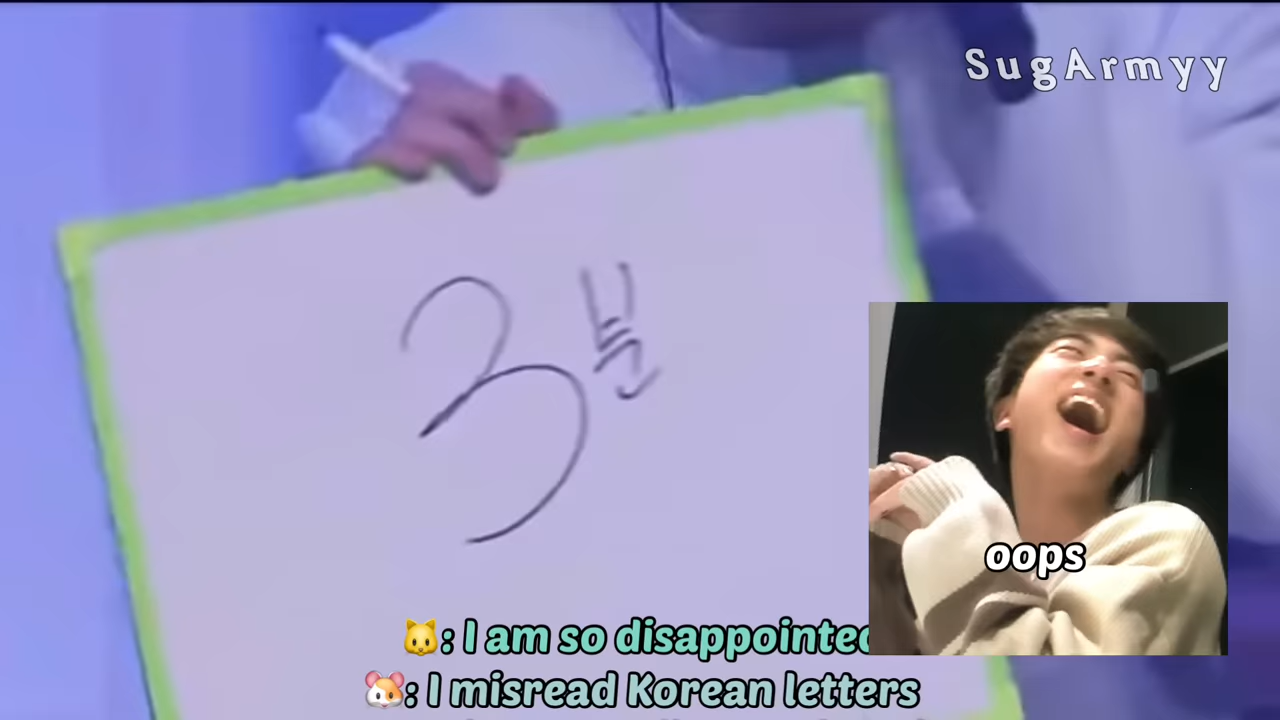 SugArmyy
3분
oops
🐱: I am so disappointed
🐹: I misread Korean letters